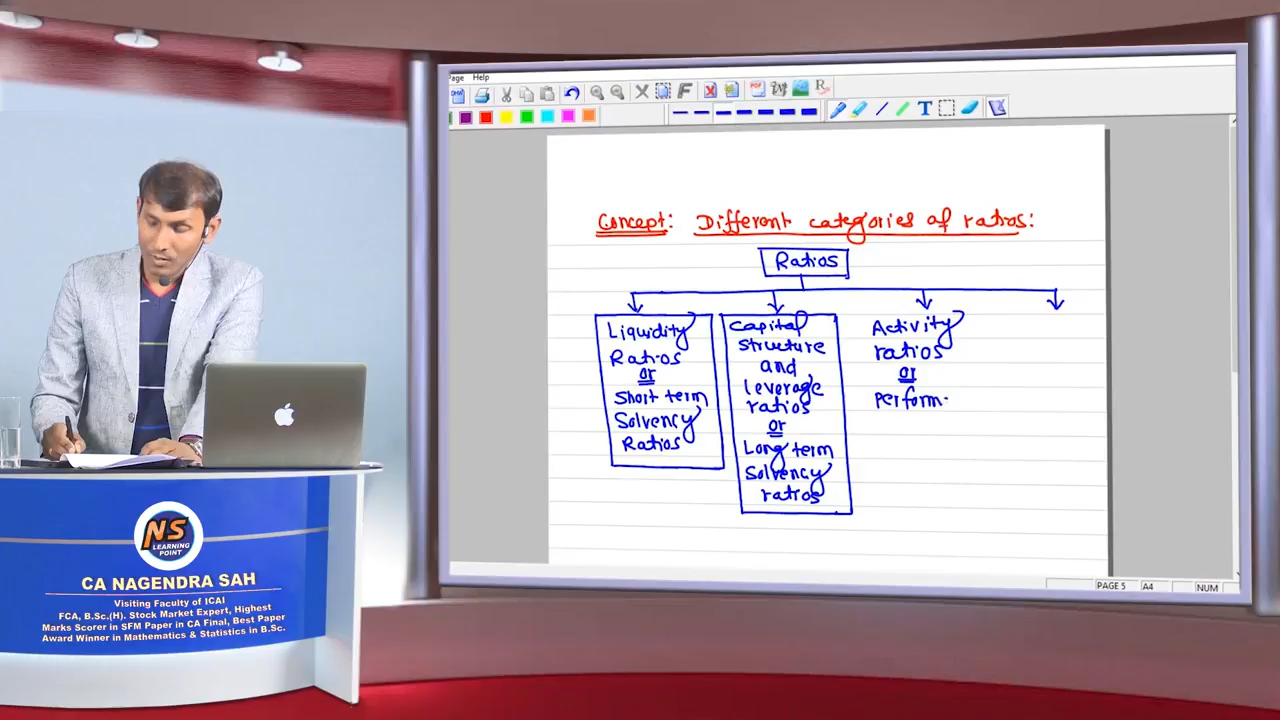 Page Help
PDF
T
Concept: Different categories of ratios:
Ratios
Liquidity
Ratios
or
Short term
Solvency
Ratios
Capital
structure
and
leverage
ratios
or
Long term
Solvency
ratios
Activity
ratios
or
Perform
NS
LEARNING
POINT
CA NAGENDRA SAH
Visiting Faculty of ICAI
FCA, B.Sc.(H). Stock Market Expert, Highest
Marks Scorer in SFM Paper in CA Final, Best Paper
Award Winner in Mathematics & Statistics in B.Sc.
PAGE 5 A4 NUM